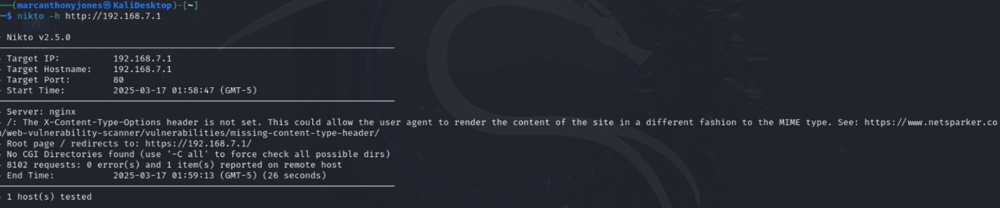 (marcanthonyjones㉿KaliDesktop)-[~]
$ nikto -h http://192.168.7.1
- Nikto v2.5.0
- Target IP: 192.168.7.1
- Target Hostname: 192.168.7.1
- Target Port: 80
- Start Time: 2025-03-17 01:58:47 (GMT-5)
- Server: nginx
- /: The X-Content-Type-Options header is not set. This could allow the user agent to render the content of the site in a different fashion to the MIME type. See: https://www.netsparker.co
m/web-vulnerability-scanner/vulnerabilities/missing-content-type-header/
- Root page / redirects to: https://192.168.7.1/
- No CGI Directories found (use '-C all' to force check all possible dirs)
- 8102 requests: 0 error(s) and 1 item(s) reported on remote host
- End Time: 2025-03-17 01:59:13 (GMT-5) (26 seconds)
- 1 host(s) tested